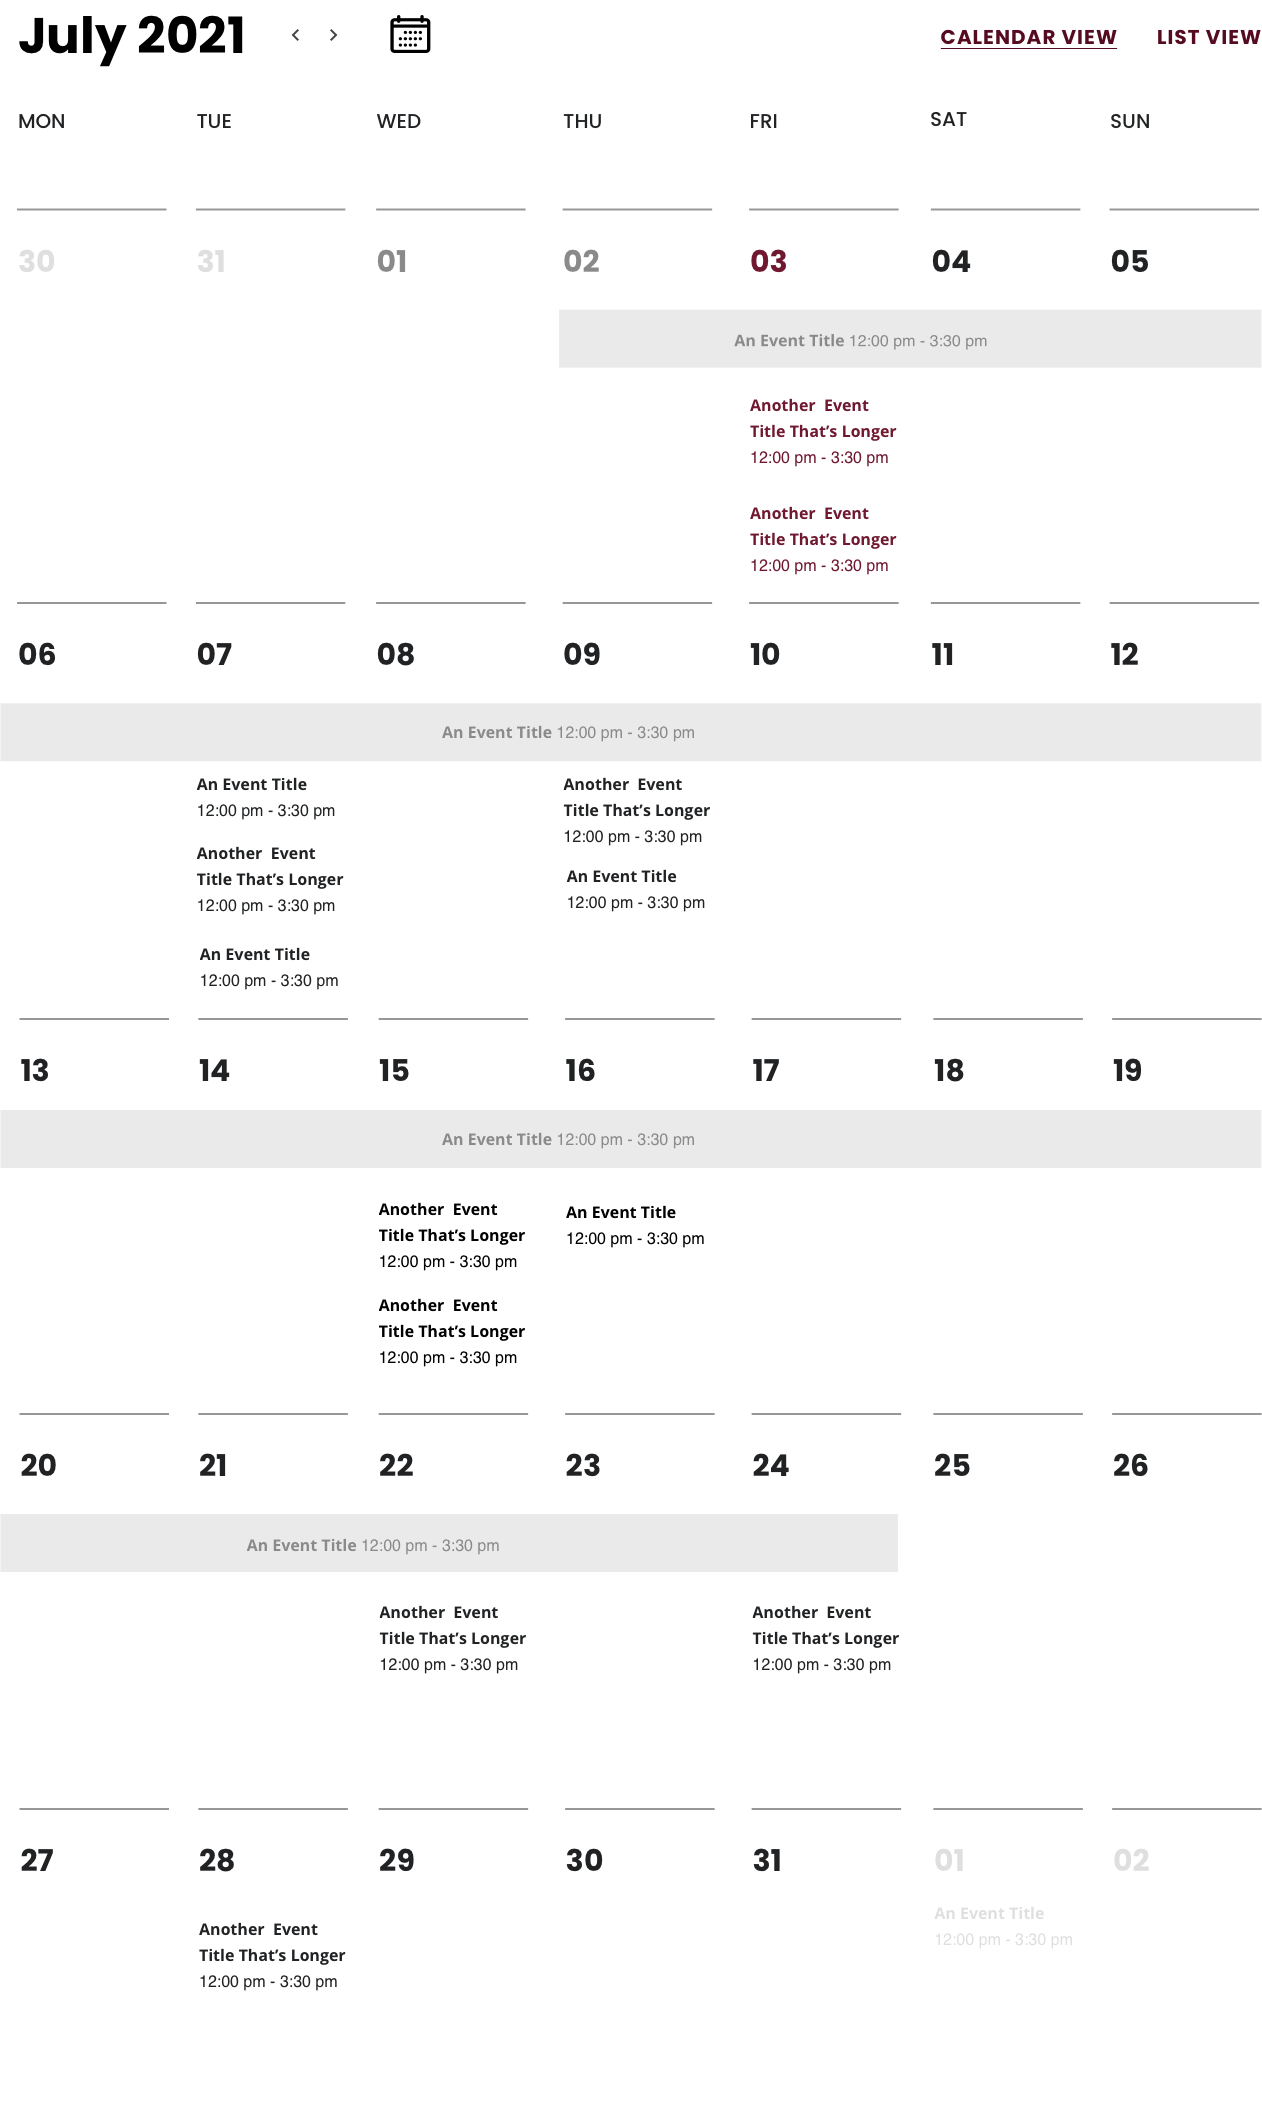 July 2021
CALENDAR VIEW LIST VIEW
MON TUE WED THU FRI SAT SUN
30 31 01 02 03 04 05
An Event Title 12:00 pm - 3:30 pm
Another Event
Title That’s Longer
12:00 pm - 3:30 pm
Another Event
Title That’s Longer
12:00 pm - 3:30 pm
06 07 08 09 10 11 12
An Event Title 12:00 pm - 3:30 pm
An Event Title
12:00 pm - 3:30 pm
Another Event
Title That’s Longer
12:00 pm - 3:30 pm
An Event Title
12:00 pm - 3:30 pm
Another Event
Title That’s Longer
12:00 pm - 3:30 pm
An Event Title
12:00 pm - 3:30 pm
13 14 15 16 17 18 19
An Event Title 12:00 pm - 3:30 pm
Another Event
Title That’s Longer
12:00 pm - 3:30 pm
Another Event
Title That’s Longer
12:00 pm - 3:30 pm
An Event Title
12:00 pm - 3:30 pm
20 21 22 23 24 25 26
An Event Title 12:00 pm - 3:30 pm
Another Event
Title That’s Longer
12:00 pm - 3:30 pm
Another Event
Title That’s Longer
12:00 pm - 3:30 pm
27 28 29 30 31 01 02
Another Event
Title That’s Longer
12:00 pm - 3:30 pm
An Event Title
12:00 pm - 3:30 pm